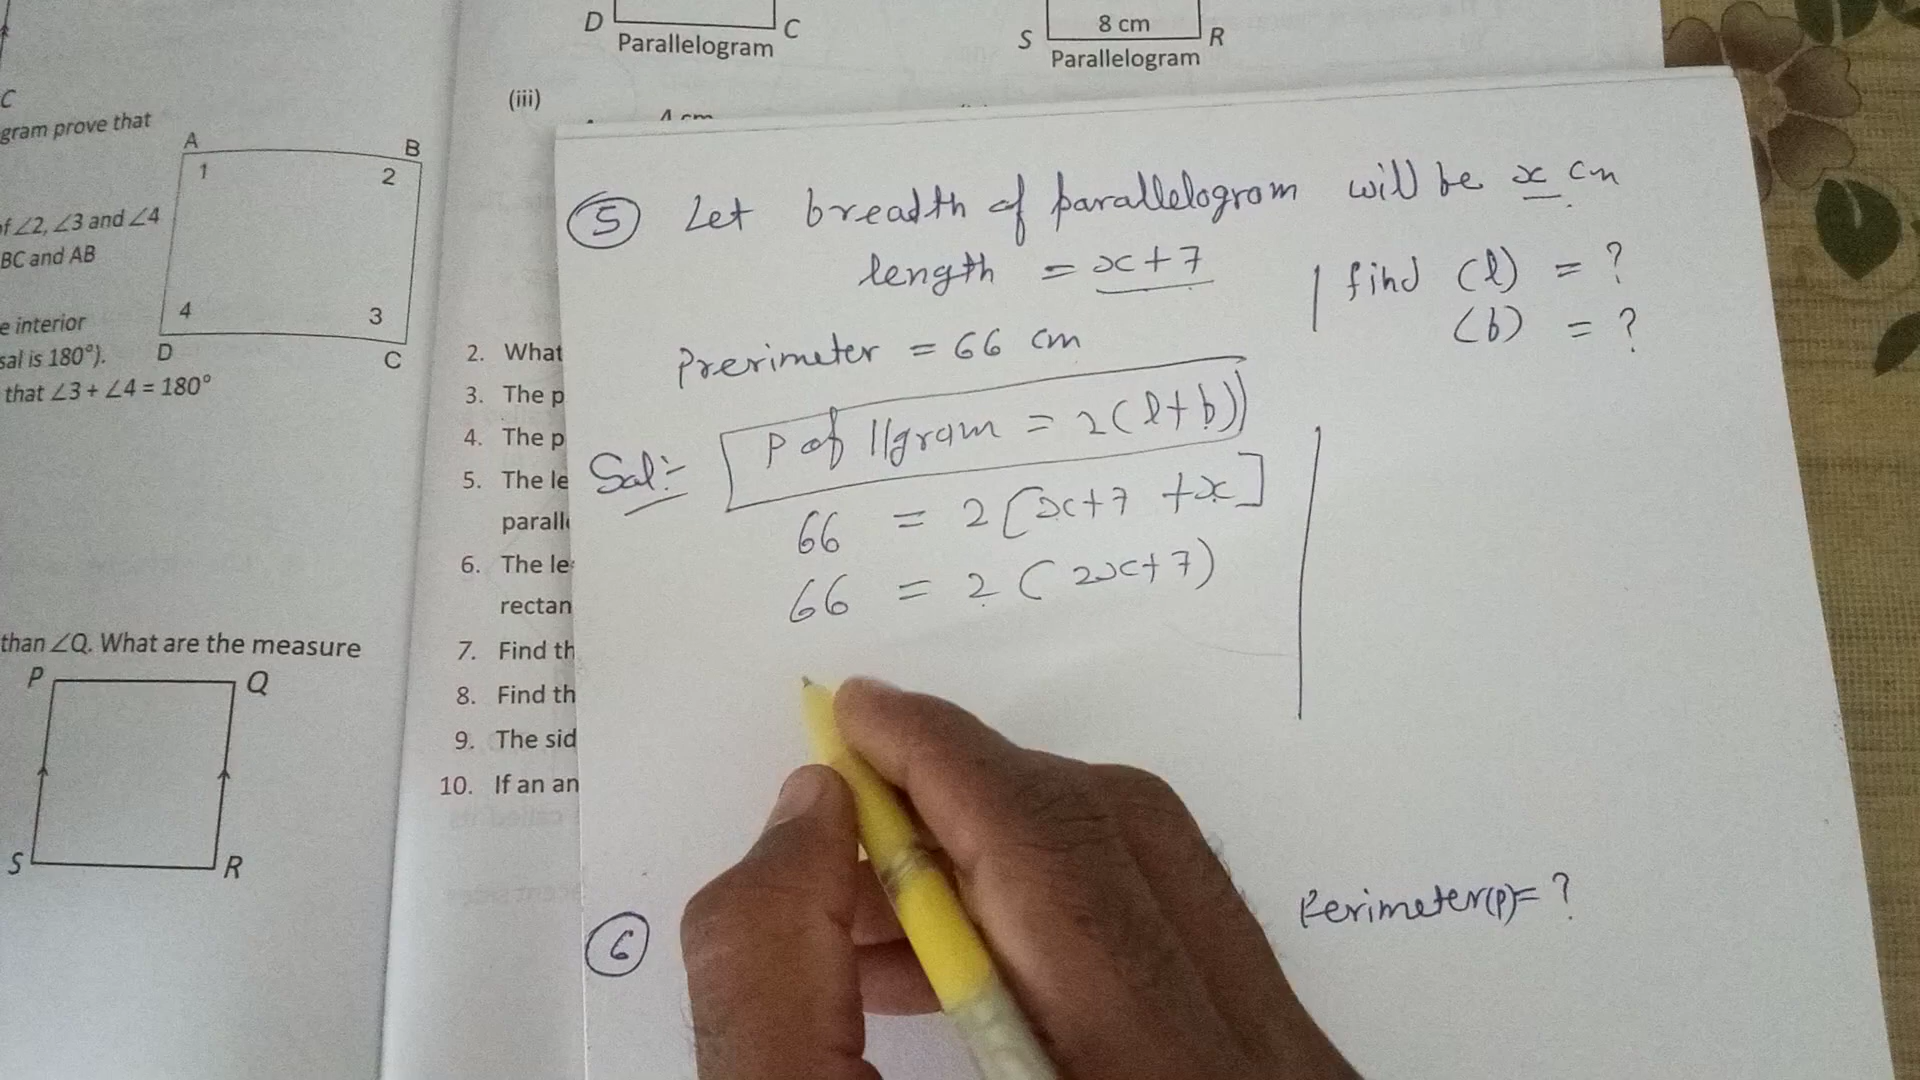 C
gram prove that
A
B
1
2
f ∠2, ∠3 and ∠4
BC and AB
4
3
e interior
sal is 180°).
D
C
that ∠3 + ∠4 = 180°
than ∠Q. What are the measure
P
Q
S
R
D
C
Parallelogram
8 cm
S
R
Parallelogram
(iii)
4 cm
2. What
3. The p
4. The p
5. The le
paralle
6. The le
rectan
7. Find th
8. Find th
9. The sid
10. If an an
5 Let breadth of parallelogram will be x cm
length = x+7
find (l) = ?
(b) = ?
Prerimeter = 66 cm
Sol:- P of ||gram = 2(l+b)
66 = 2[x+7 +x]
66 = 2(2x+7)
6
Perimeter(p)= ?